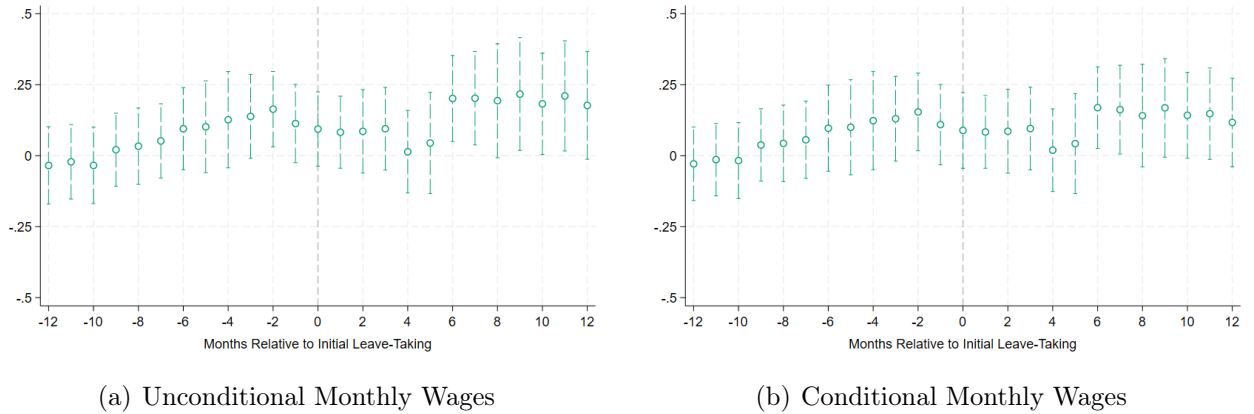 .5
.25
0
-.25
-.5
-12 -10 -8 -6 -4 -2 0 2 4 6 8 10 12
Months Relative to Initial Leave-Taking
(a) Unconditional Monthly Wages
.5
.25
0
-.25
-.5
-12 -10 -8 -6 -4 -2 0 2 4 6 8 10 12
Months Relative to Initial Leave-Taking
(b) Conditional Monthly Wages